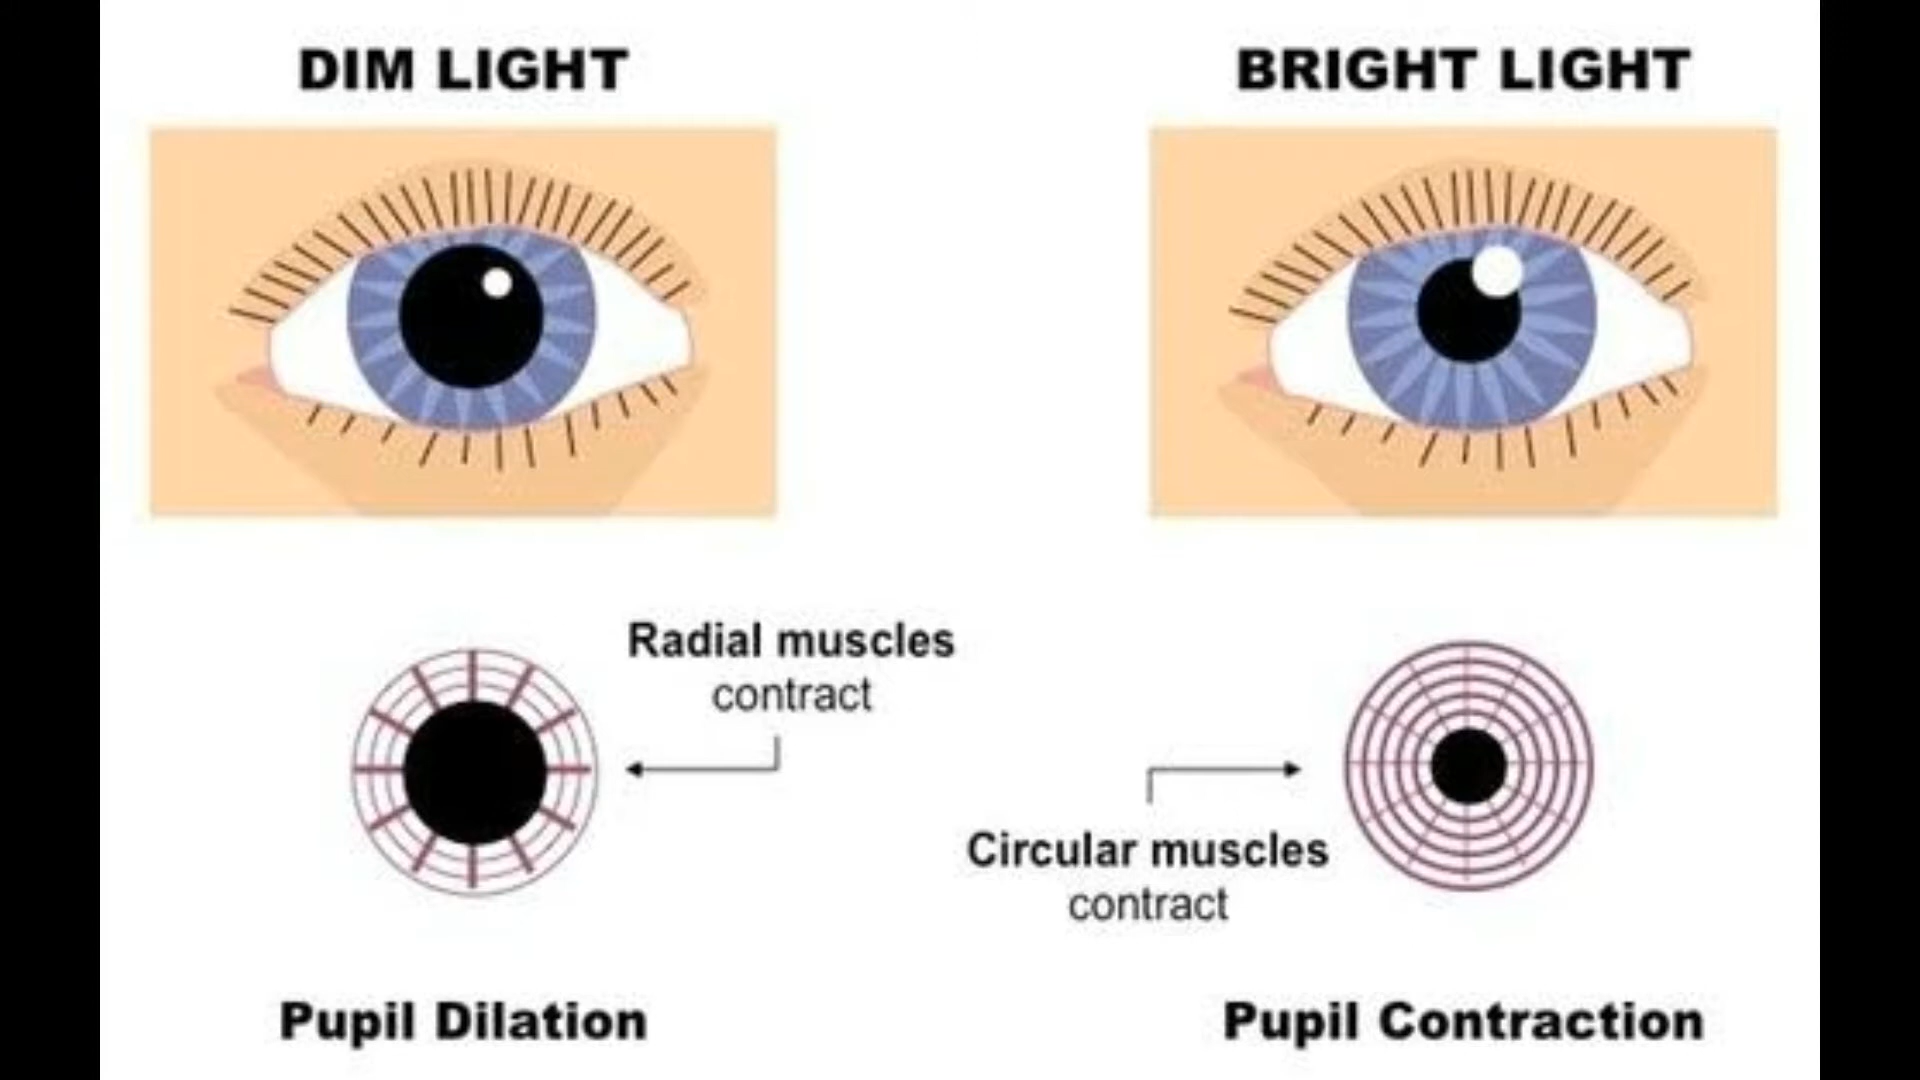 DIM LIGHT
BRIGHT LIGHT
Radial muscles
contract
Circular muscles
contract
Pupil Dilation
Pupil Contraction